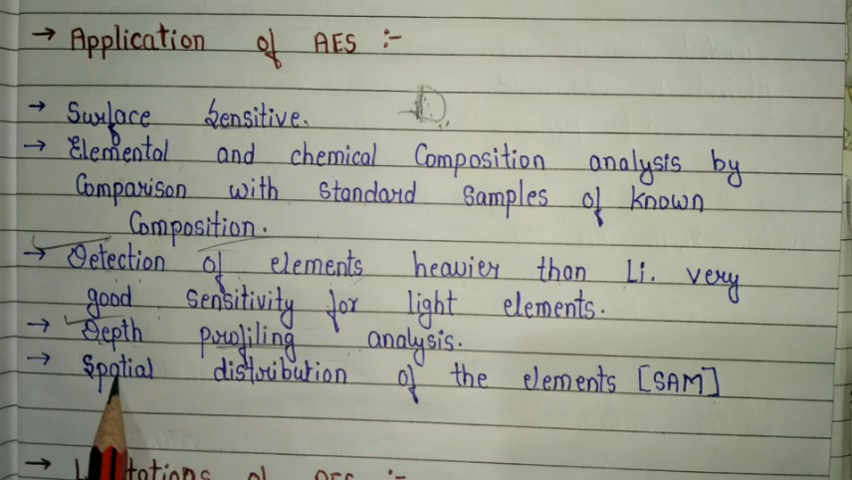 → Application of AES :-
→ Surface Sensitive.
→ Elemental and chemical Composition analysis by
Comparison with standard samples of known
Composition.
→ Detection of elements heavier than Li. very
good sensitivity for light elements.
→ Depth profiling analysis.
→ Spatial distribution of the elements [SAM]
→ of AES :-